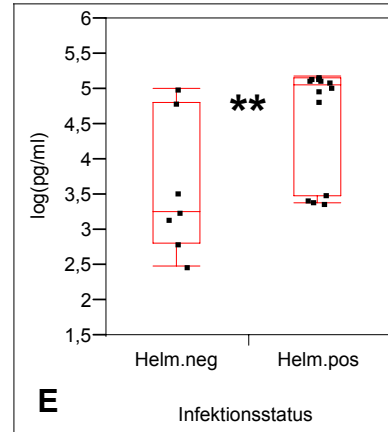 6
5,5
5
4,5
4
3,5
3
2,5
2
1,5
log(pg/ml)
**
Helm.neg Helm.pos
E
Infektionsstatus